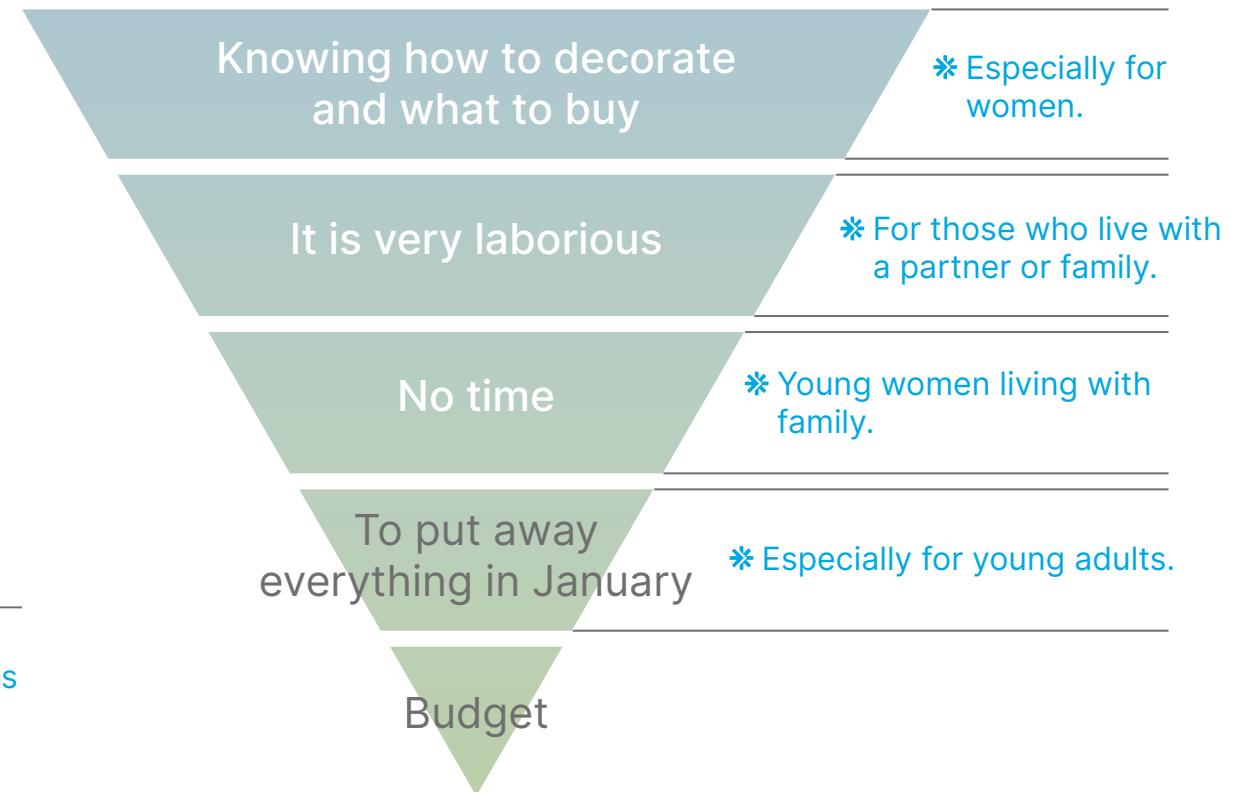 Knowing how to decorate
and what to buy
❊ Especially for
women.
It is very laborious
❊ For those who live with
a partner or family.
No time
❊ Young women living with
family.
To put away
everything in January
❊ Especially for young adults.
s
Budget